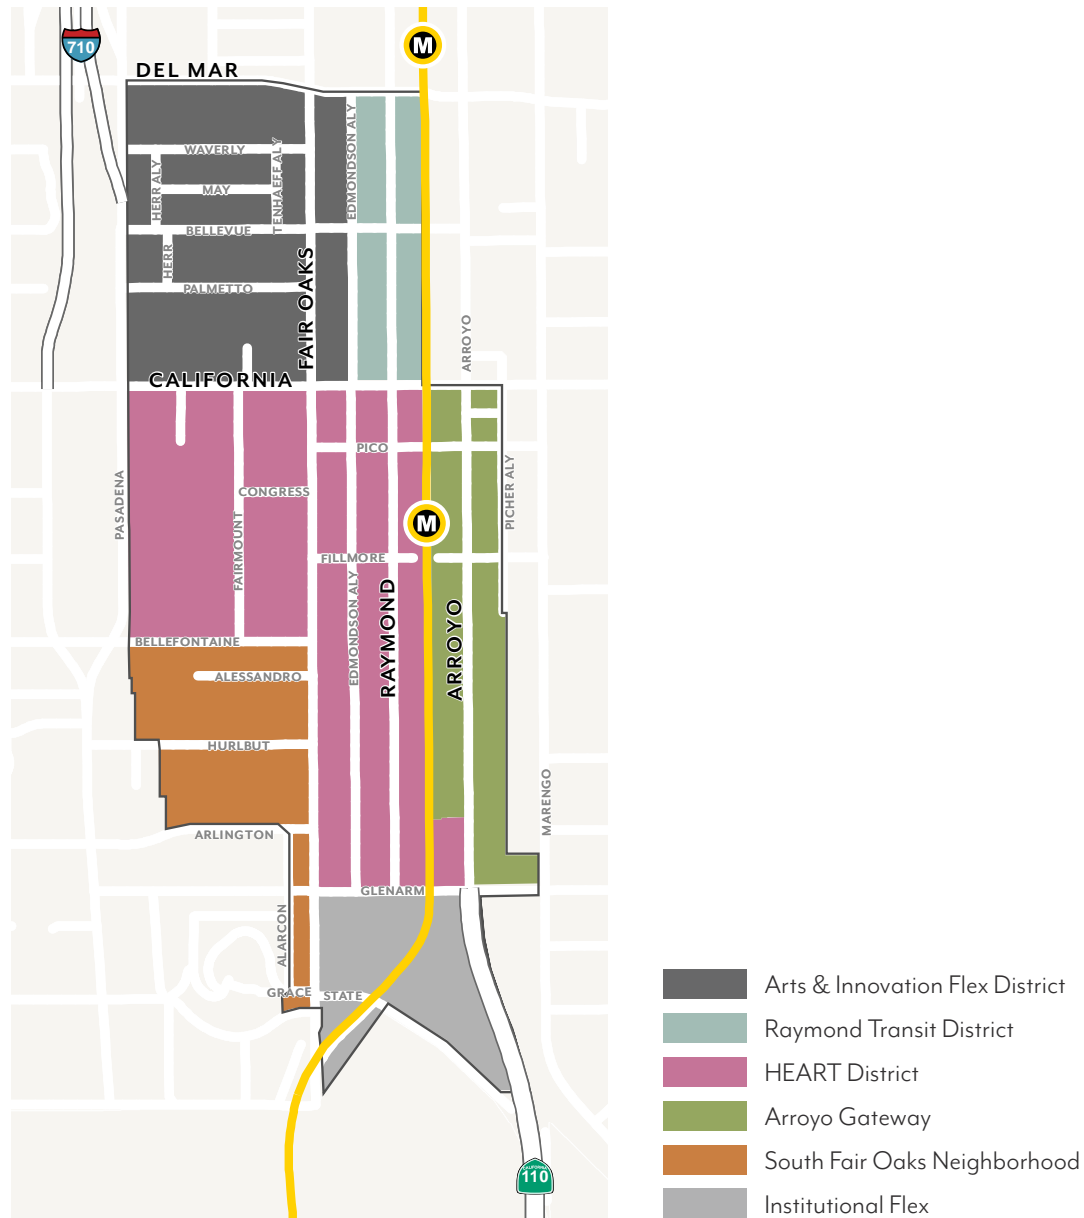 M
710
DEL MAR
EDMONDSON ALY
WAVERLY
TENHAEFF ALY
HERR ALY
MAY
BELLEVUE
HERR
FAIR OAKS
PALMETTO
ARROYO
CALIFORNIA
PICO
PASADENA
PICHER ALY
CONGRESS
FAIRMOUNT
M
FILLMORE
EDMONDSON ALY
RAYMOND
ARROYO
BELLEFONTAINE
ALESSANDRO
HURLBUT
MARENGO
ARLINGTON
GLENARM
ALARCON
GRACE
STATE
Arts & Innovation Flex District
Raymond Transit District
HEART District
Arroyo Gateway
South Fair Oaks Neighborhood
Institutional Flex
CALIFORNIA
110